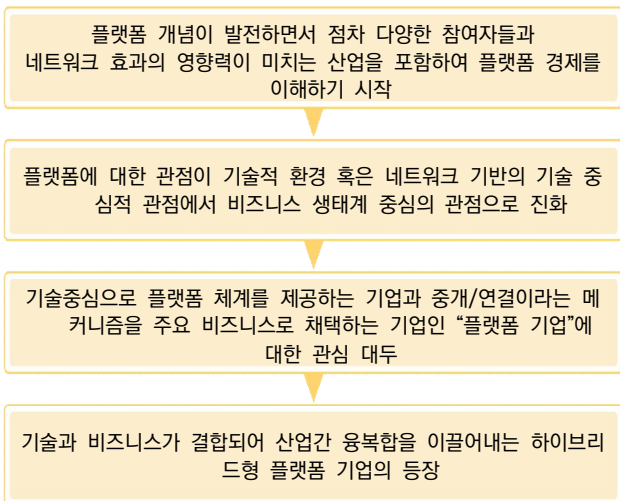 플랫폼 개념이 발전하면서 점차 다양한 참여자들과
네트워크 효과의 영향력이 미치는 산업을 포함하여 플랫폼 경제를
이해하기 시작
플랫폼에 대한 관점이 기술적 환경 혹은 네트워크 기반의 기술 중
심적 관점에서 비즈니스 생태계 중심의 관점으로 진화
기술중심으로 플랫폼 체계를 제공하는 기업과 중개/연결이라는 메
커니즘을 주요 비즈니스로 채택하는 기업인 “플랫폼 기업”에
대한 관심 대두
기술과 비즈니스가 결합되어 산업간 융복합을 이끌어내는 하이브리
드형 플랫폼 기업의 등장